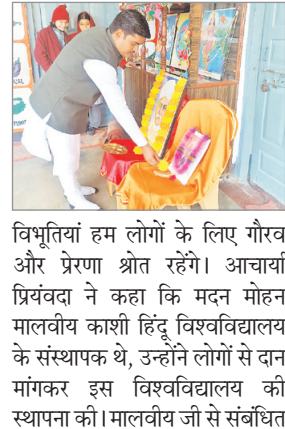 विभूतियां हम लोगों के लिए गौरव
और प्रेरणा श्रोत रहेंगे। आचार्या
प्रियंवदा ने कहा कि मदन मोहन
मालवीय काशी हिंदू विश्वविद्यालय
के संस्थापक थे, उन्होंने लोगों से दान
मांगकर इस विश्वविद्यालय की
स्थापना की। मालवीय जी से संबंधित